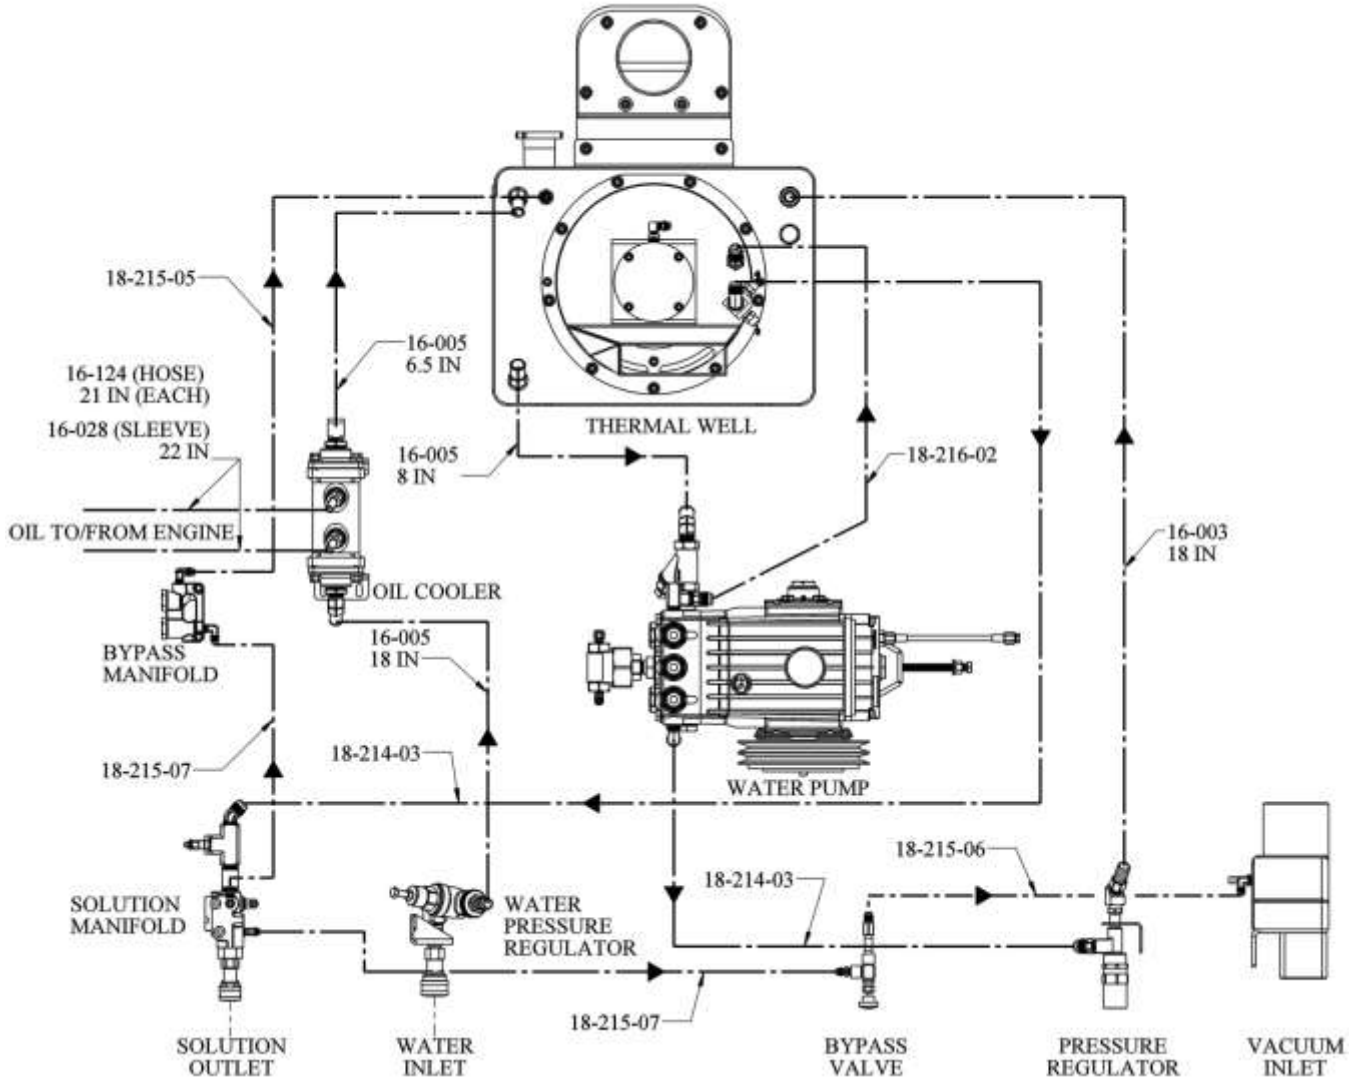 18-215-05
16-005
6.5 IN
16-124 (HOSE)
21 IN (EACH)
16-028 (SLEEVE)
22 IN
THERMAL WELL
16-005
8 IN
18-216-02
OIL TO/FROM ENGINE
16-003
18 IN
OIL COOLER
BYPASS
MANIFOLD
16-005
18 IN
18-215-07
18-214-03
WATER PUMP
18-215-06
18-214-03
SOLUTION
MANIFOLD
WATER
PRESSURE
REGULATOR
18-215-07
SOLUTION
OUTLET
WATER
INLET
BYPASS
VALVE
PRESSURE
REGULATOR
VACUUM
INLET